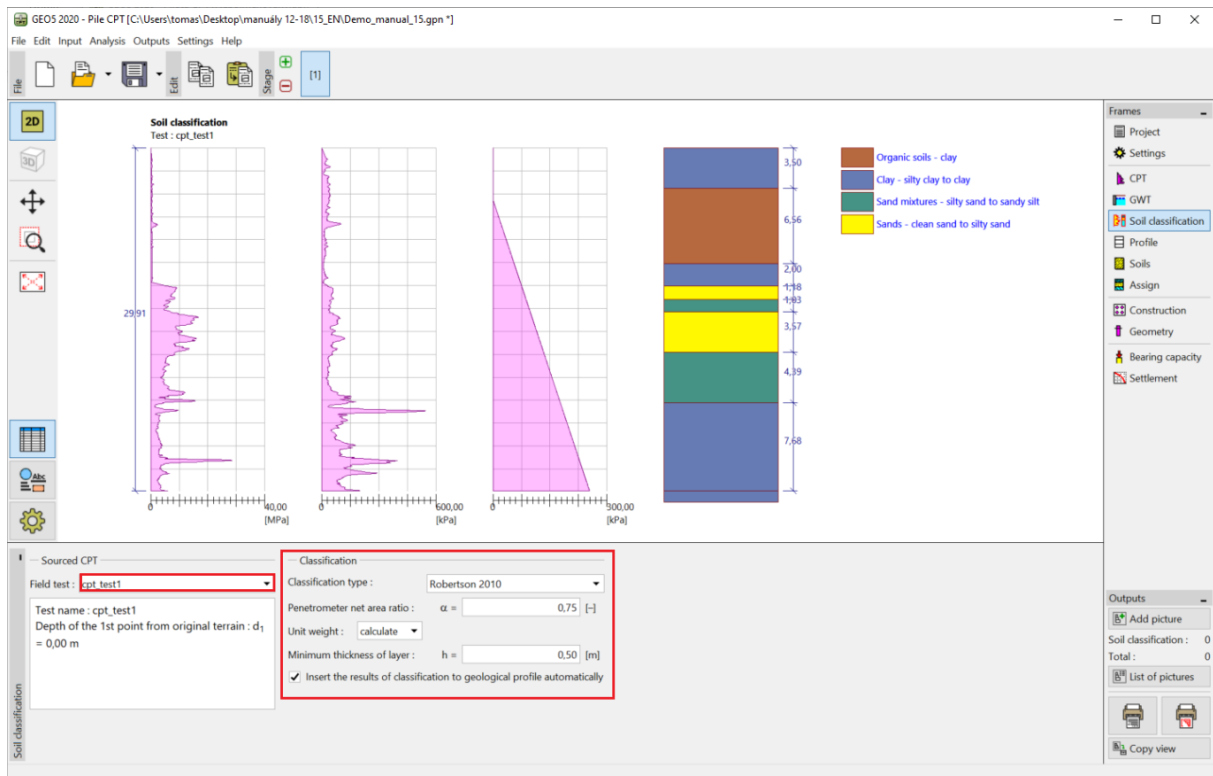 GEO5 2020 - Pile CPT [C:\Users\tomas\Desktop\manuály 12-18\15_EN\Demo_manual_15.gpn *]
File Edit Input Analysis Outputs Settings Help
File
Edit
Stage
[1]
2D
3D
Abc
Soil classification
Test : cpt_test1
29,91
0
40,00
[MPa]
0
600,00
[kPa]
0
300,00
[kPa]
3,50
6,56
2,00
1,18
1,03
3,57
4,39
7,68
Organic soils - clay
Clay - silty clay to clay
Sand mixtures - silty sand to sandy silt
Sands - clean sand to silty sand
Frames
Project
Settings
CPT
GWT
Soil classification
Profile
Soils
Assign
Construction
Geometry
Bearing capacity
Settlement
Soil classification
Sourced CPT
Field test : cpt_test1
Test name : cpt_test1
Depth of the 1st point from original terrain : d1
= 0,00 m
Classification
Classification type : Robertson 2010
Penetrometer net area ratio : α = 0,75 [–]
Unit weight : calculate
Minimum thickness of layer : h = 0,50 [m]
Insert the results of classification to geological profile automatically
Outputs
Add picture
Soil classification : 0
Total : 0
List of pictures
Copy view